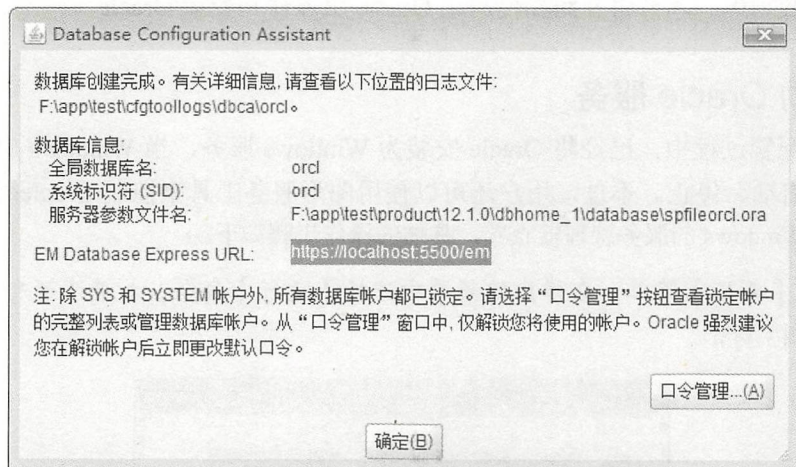 Database Configuration Assistant
数据库创建完成。有关详细信息,请查看以下位置的日志文件:
F:\app\test\cfgtoollogs\dbca\orcl。
数据库信息:
全局数据库名: orcl
系统标识符 (SID): orcl
服务器参数文件名: F:\app\test\product\12.1.0\dbhome_1\database\spfileorcl.ora
EM Database Express URL: https://localhost:5500/em
注: 除 SYS 和 SYSTEM 帐户外, 所有数据库帐户都已锁定。请选择“口令管理”按钮查看锁定帐户
的完整列表或管理数据库帐户。从“口令管理”窗口中, 仅解锁您将使用的帐户。Oracle 强烈建议
您在解锁帐户后立即更改默认口令。
口令管理...(A)
确定(B)